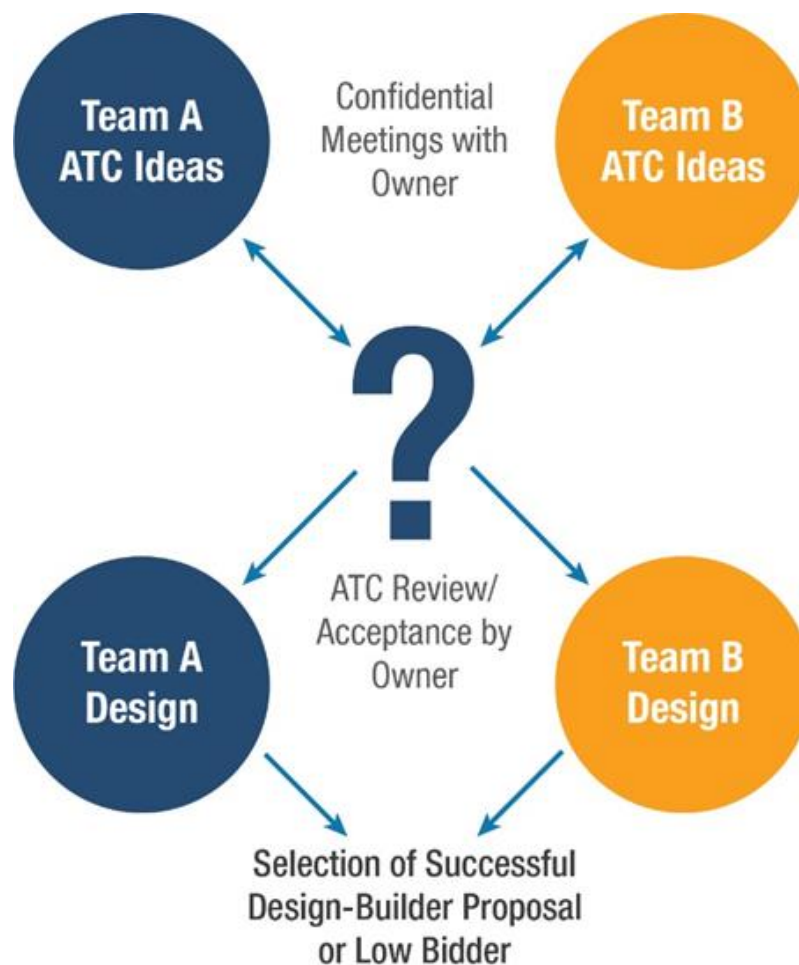 Team A
ATC Ideas
Confidential
Meetings with
Owner
Team B
ATC Ideas
?
Team A
Design
ATC Review/
Acceptance by
Owner
Team B
Design
Selection of Successful
Design-Builder Proposal
or Low Bidder